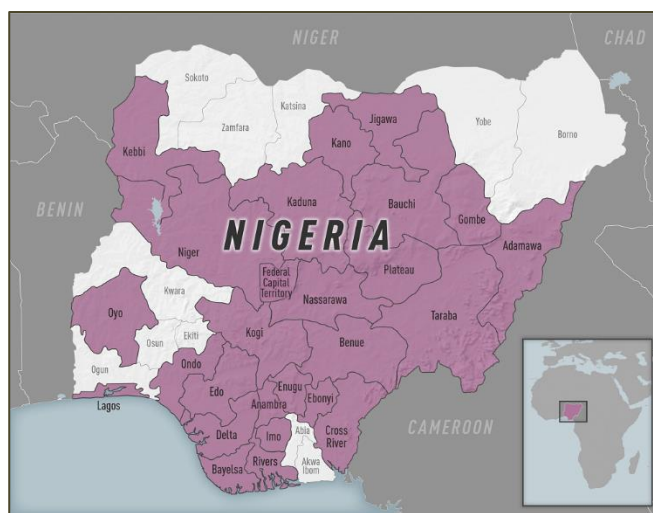 NIGER
CHAD
Sokoto
Katsina
Jigawa
Yobe
Borno
Zamfara
Kano
Kebbi
BENIN
Kaduna
Bauchi
Gombe
NIGERIA
Adamawa
Niger
Plateau
Federal
Capital
Territory
Kwara
Nassarawa
Oyo
Taraba
Kogi
Osun
Ekiti
Benue
Ogun
Ondo
Enugu
Edo
Ebonyi
Lagos
Anambra
CAMEROON
Delta
Imo
Abia
Cross
River
Akwa
Ibom
Bayelsa
Rivers